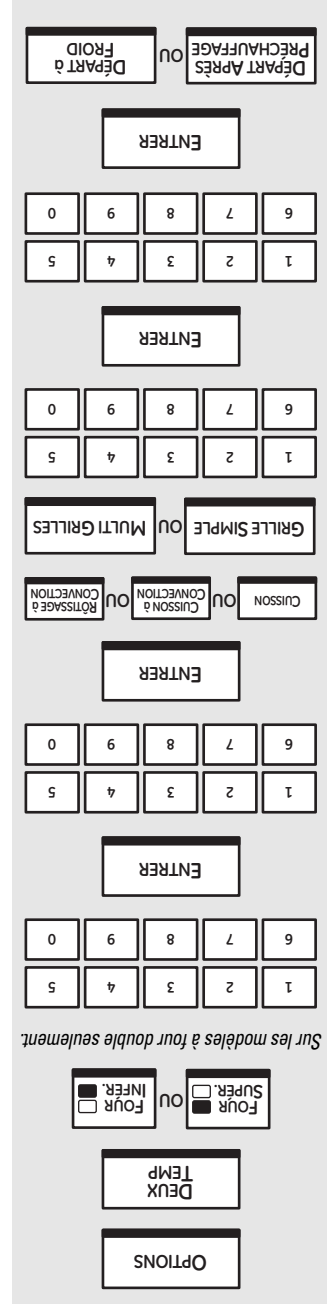 OPTIONS
DEUX
TEMP
FOUR
SUPER.
OU
FOUR
INFER.
Sur les modèles à four double seulement.
1 2 3 4 5
6 7 8 9 0
ENTRER
1 2 3 4 5
6 7 8 9 0
ENTRER
CUISSON
OU
CUISSON à
CONVECTION
OU
RÔTISSAGE à
CONVECTION
GRILLE SIMPLE
OU
MULTI GRILLES
1 2 3 4 5
6 7 8 9 0
ENTRER
1 2 3 4 5
6 7 8 9 0
ENTRER
DÉPART APRÈS
PRÉCHAUFFAGE
OU
DÉPART à
FROID